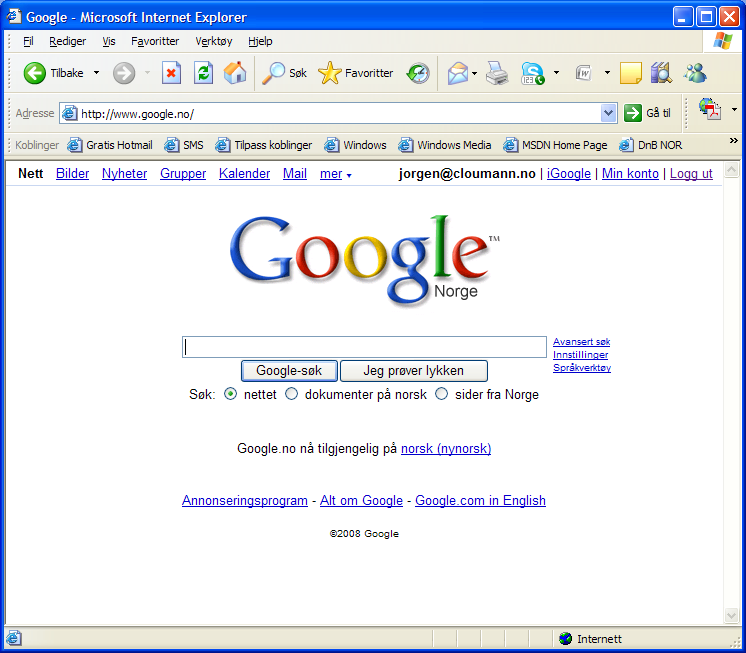 Google - Microsoft Internet Explorer
Fil Rediger Vis Favoritter Verktøy Hjelp
Tilbake Søk Favoritter 123 W
Adresse http://www.google.no/ Gå til
Koblinger Gratis Hotmail SMS Tilpass koblinger Windows Windows Media MSDN Home Page DnB NOR »
Nett Bilder Nyheter Grupper Kalender Mail mer jorgen@cloumann.no | iGoogle | Min konto | Logg ut
Google™
Norge
Avansert søk
Innstillinger
Språkverktøy
Google-søk Jeg prøver lykken
Søk: nettet dokumenter på norsk sider fra Norge
Google.no nå tilgjengelig på norsk (nynorsk)
Annonseringsprogram - Alt om Google - Google.com in English
©2008 Google
Internett